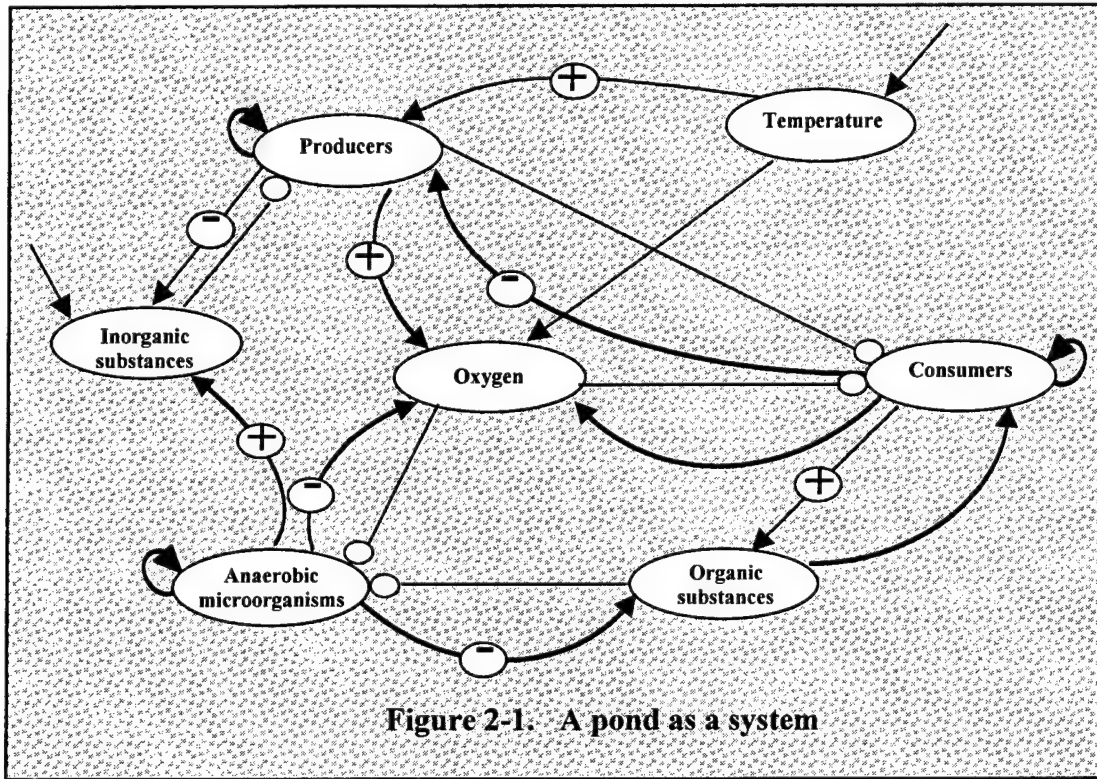 +
Temperature
Producers
-
+
-
Inorganic
substances
Oxygen
Consumers
+
-
+
Anaerobic
microorganisms
Organic
substances
-
Figure 2-1. A pond as a system